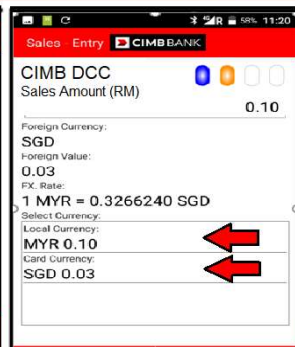 C
4G R 58% 11:20
Sales - Entry CIMB BANK
CIMB DCC
Sales Amount (RM)
0.10
Foreign Currency:
SGD
Foreign Value:
0.03
FX. Rate:
1 MYR = 0.3266240 SGD
Select Currency:
Local Currency:
MYR 0.10
Card Currency:
SGD 0.03